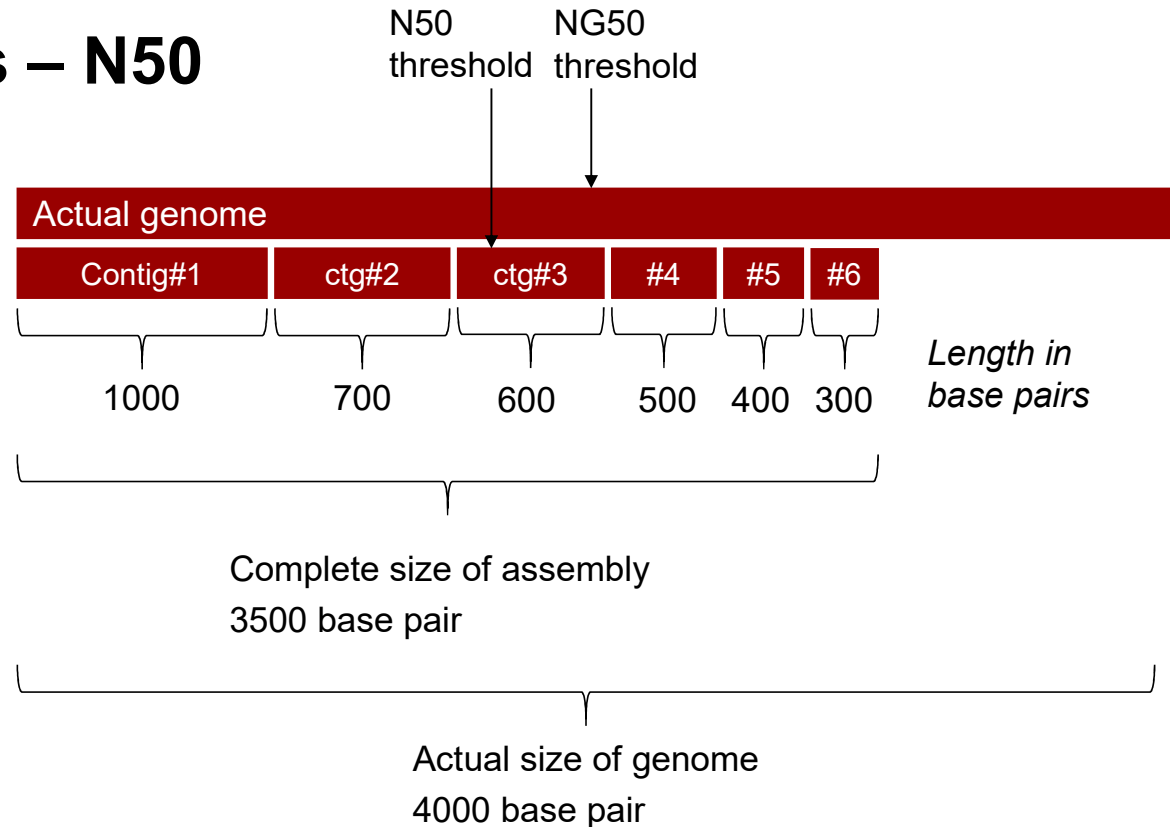 s – N50
N50
threshold
NG50
threshold
Actual genome
Contig#1 ctg#2 ctg#3 #4 #5 #6
1000 700 600 500 400 300
Length in
base pairs
Complete size of assembly
3500 base pair
Actual size of genome
4000 base pair